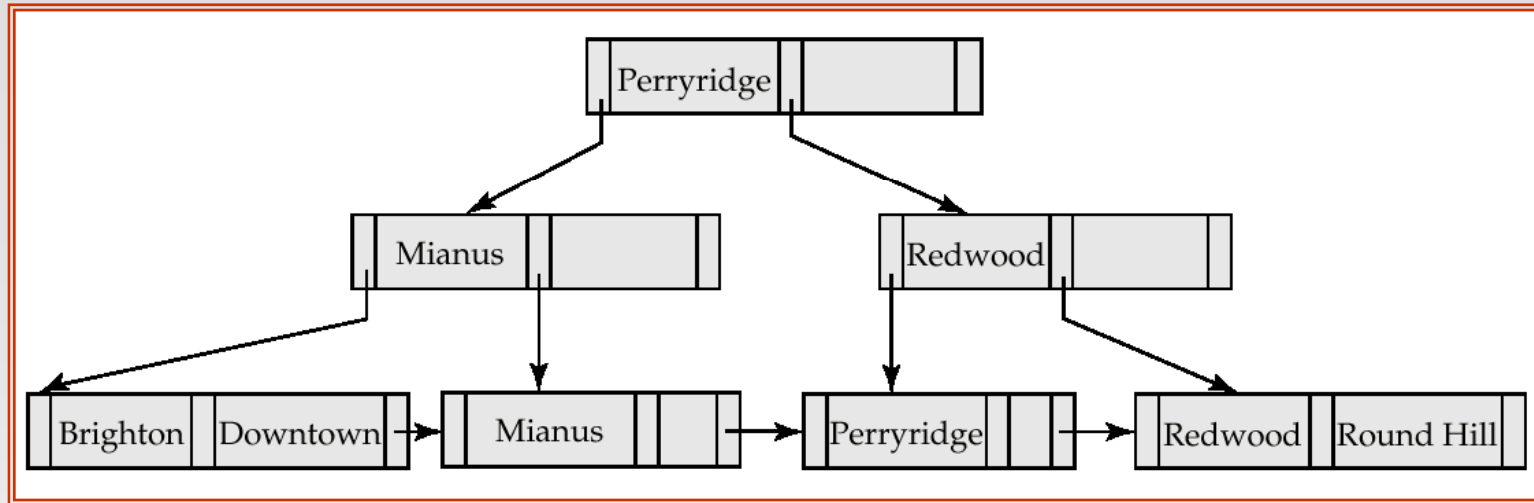 Perryridge
Mianus
Redwood
Brighton
Downtown
Mianus
Perryridge
Redwood
Round Hill